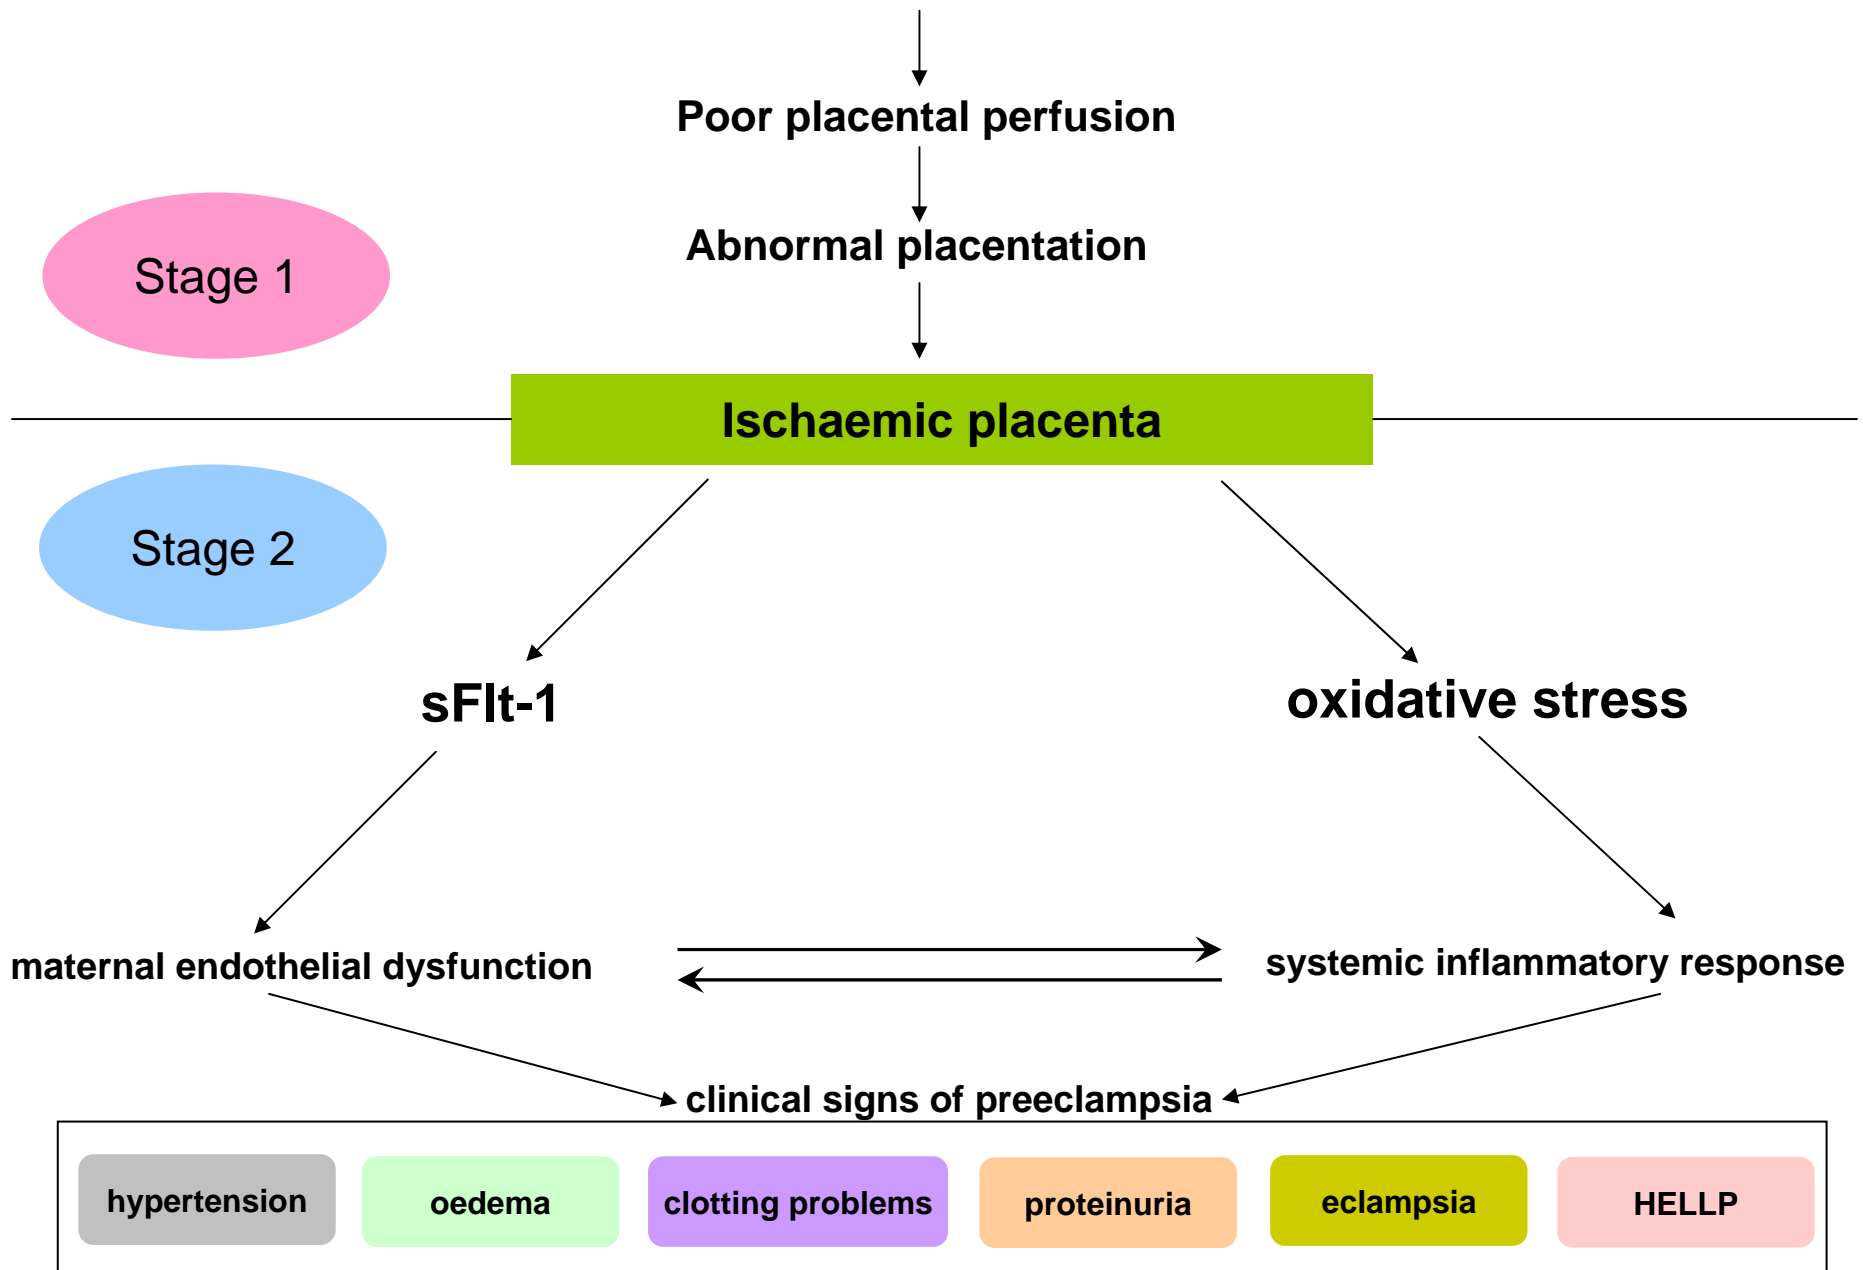 Poor placental perfusion
Abnormal placentation
Stage 1
Ischaemic placenta
Stage 2
sFlt-1
oxidative stress
maternal endothelial dysfunction
systemic inflammatory response
clinical signs of preeclampsia
hypertension
oedema
clotting problems
proteinuria
eclampsia
HELLP